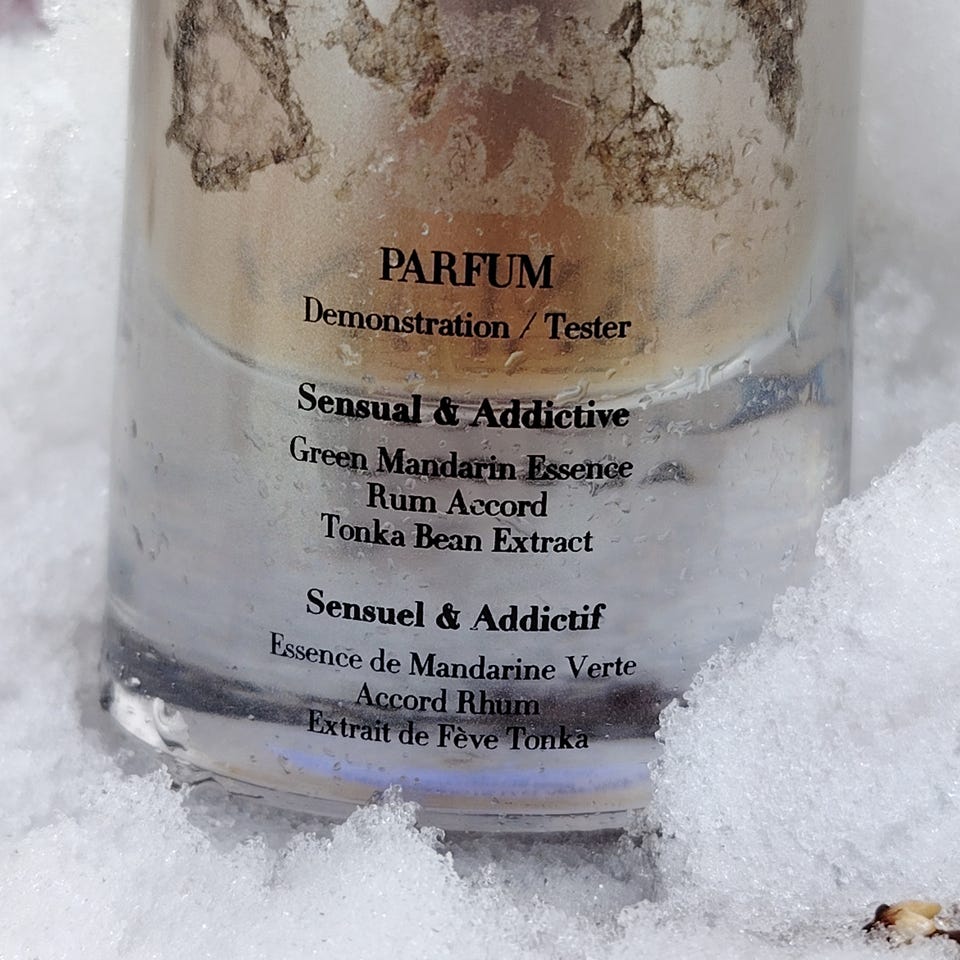 PARFUM
Demonstration / Tester
Sensual & Addictive
Green Mandarin Essence
Rum Accord
Tonka Bean Extract
Sensuel & Addictif
Essence de Mandarine Verte
Accord Rhum
Extrait de Fève Tonka